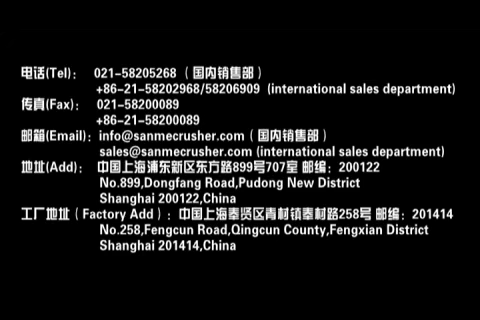 电话(Tel)： 021-58205268 （国内销售部）
+86-21-58202968/58206909 (international sales department)
传真(Fax)： 021-58200089
+86-21-58200089
邮箱(Email)：info@sanmecrusher.com（国内销售部）
sales@sanmecrusher.com (international sales department)
地址(Add)： 中国上海浦东新区东方路899号707室 邮编：200122
No.899,Dongfang Road,Pudong New District
Shanghai 200122,China
工厂地址（Factory Add）：中国上海奉贤区青村镇奉村路258号 邮编：201414
No.258,Fengcun Road,Qingcun County,Fengxian District
Shanghai 201414,China